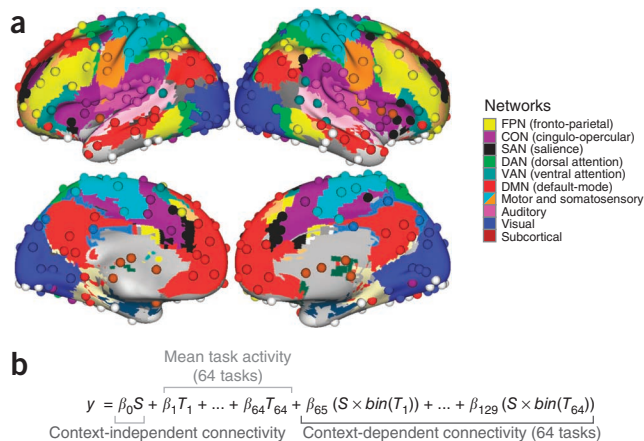 a
Networks
FPN (fronto-parietal)
CON (cingulo-opercular)
SAN (salience)
DAN (dorsal attention)
VAN (ventral attention)
DMN (default-mode)
Motor and somatosensory
Auditory
Visual
Subcortical
b
Mean task activity
(64 tasks)
y = β0S + β1T1 + ... + β64T64 + β65 (S × bin(T1)) + ... + β129 (S × bin(T64))
Context-independent connectivity Context-dependent connectivity (64 tasks)